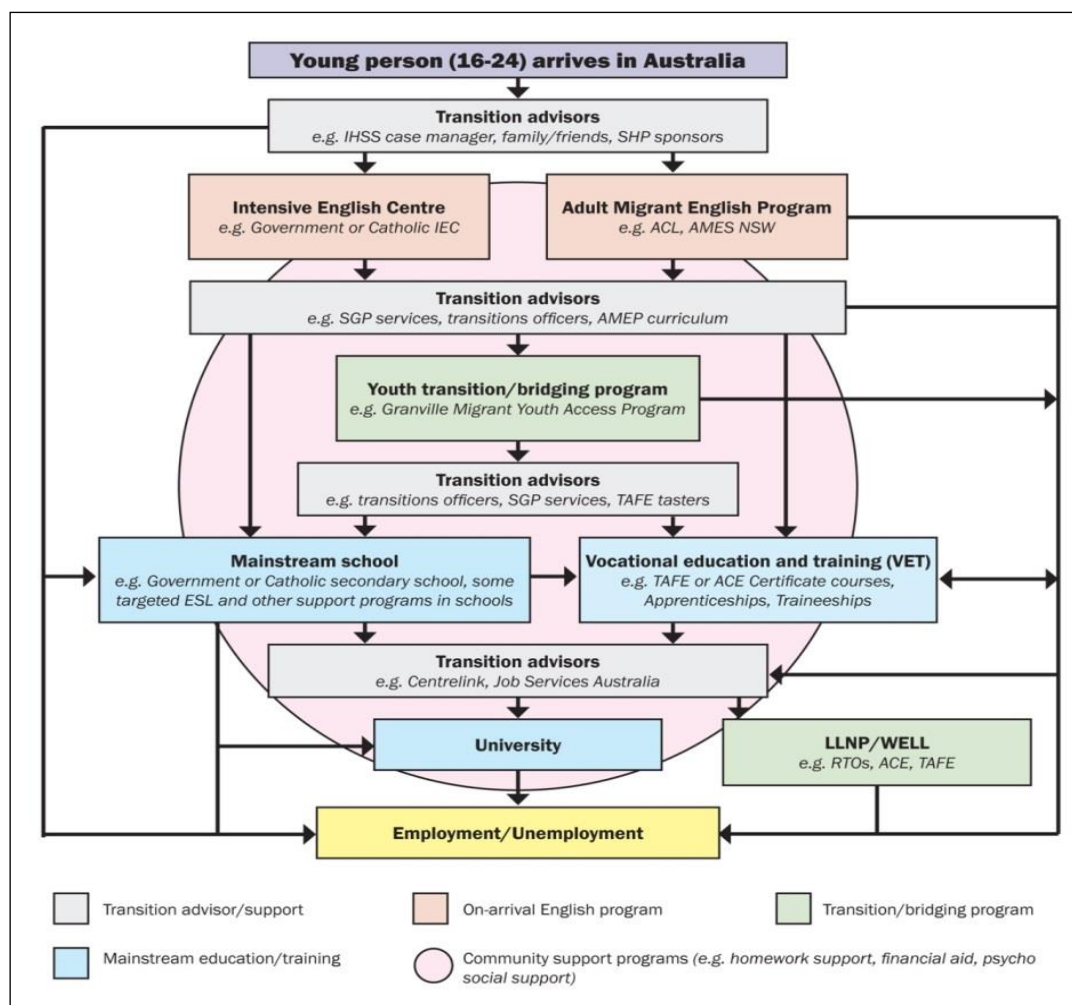 Young person (16-24) arrives in Australia
Transition advisors
e.g. IHSS case manager, family/friends, SHP sponsors
Intensive English Centre
e.g. Government or Catholic IEC
Adult Migrant English Program
e.g. ACL, AMES NSW
Transition advisors
e.g. SGP services, transitions officers, AMEP curriculum
Youth transition/bridging program
e.g. Granville Migrant Youth Access Program
Transition advisors
e.g. transitions officers, SGP services, TAFE tasters
Mainstream school
e.g. Government or Catholic secondary school, some
targeted ESL and other support programs in schools
Vocational education and training (VET)
e.g. TAFE or ACE Certificate courses,
Apprenticeships, Traineeships
Transition advisors
e.g. Centrelink, Job Services Australia
University
LLNP/WELL
e.g. RTOs, ACE, TAFE
Employment/Unemployment
Transition advisor/support
On-arrival English program
Transition/bridging program
Mainstream education/training
Community support programs (e.g. homework support, financial aid, psycho
social support)